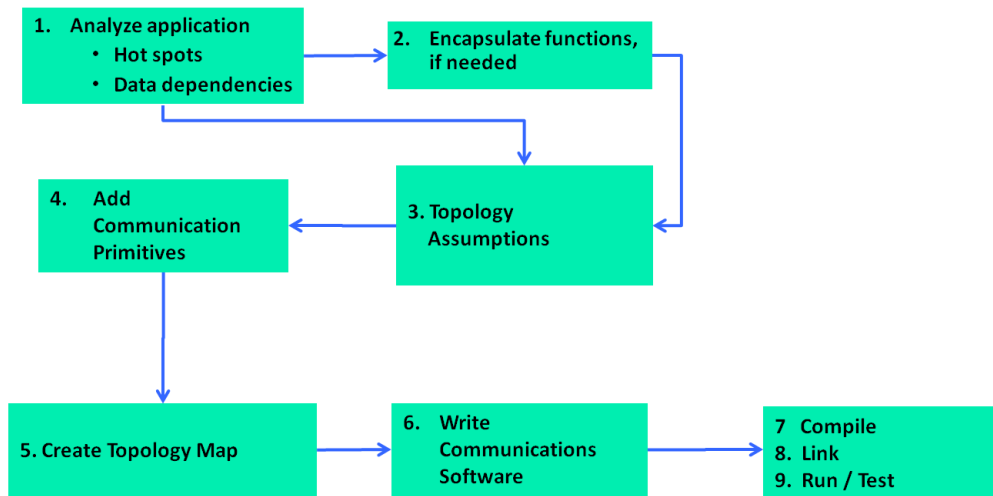 1. Analyze application
• Hot spots
• Data dependencies
2. Encapsulate functions,
if needed
3. Topology
Assumptions
4. Add
Communication
Primitives
5. Create Topology Map
6. Write
Communications
Software
7 Compile
8. Link
9. Run / Test